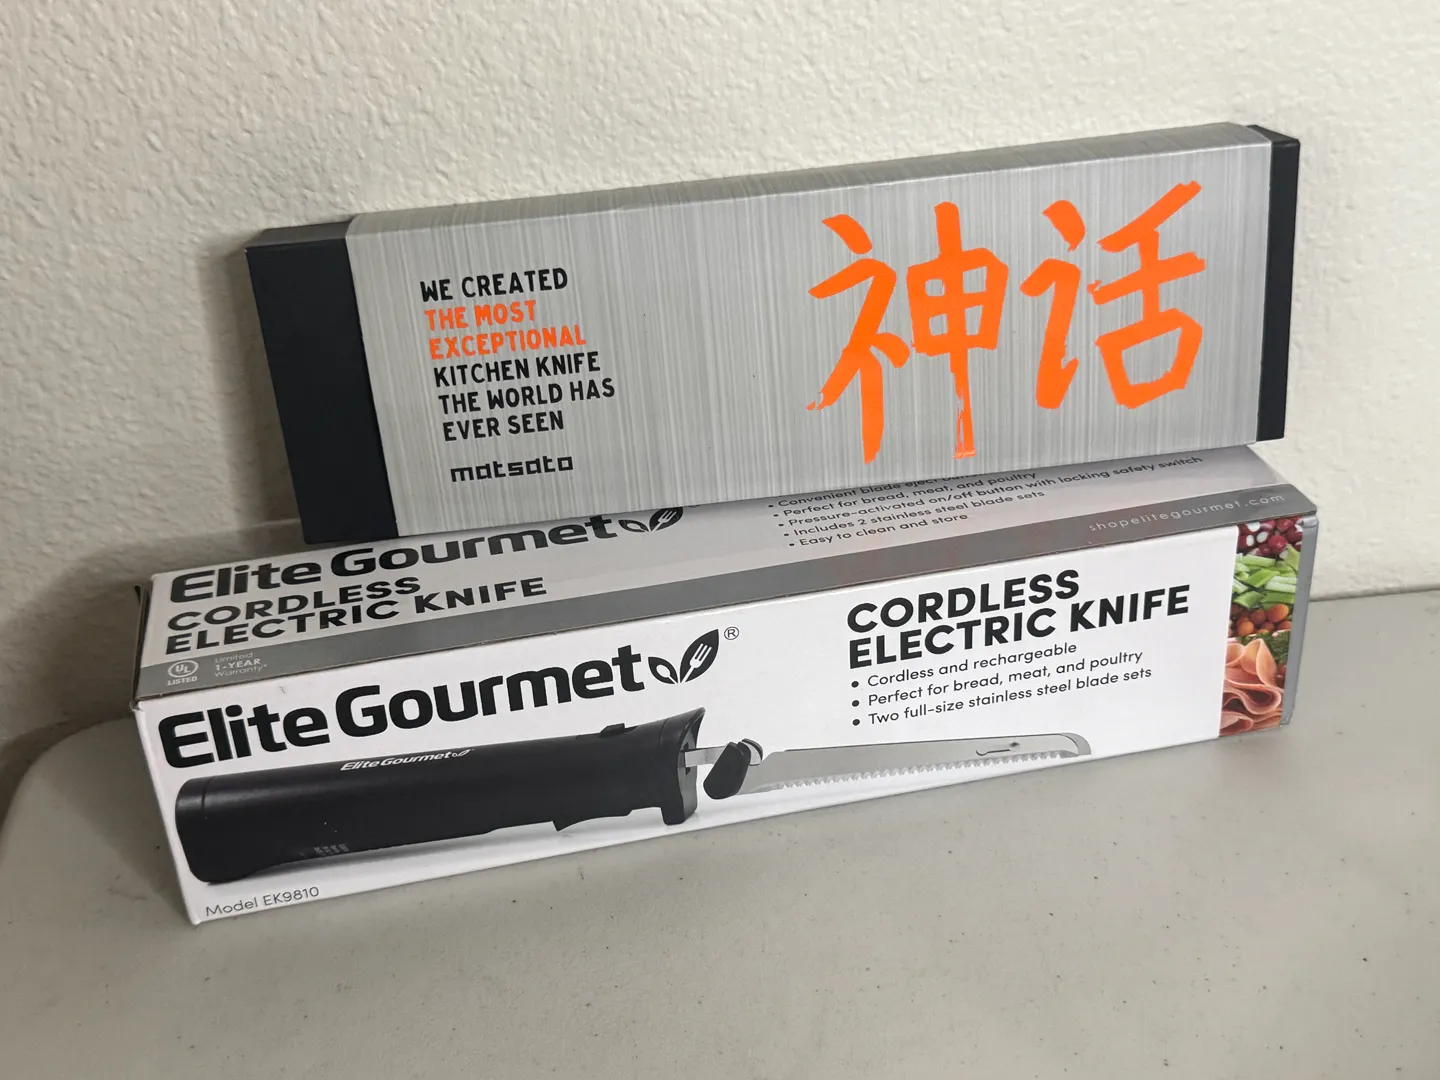 WE CREATED
THE MOST
EXCEPTIONAL
KITCHEN KNIFE
THE WORLD HAS
EVER SEEN
matsato
神话
Elite Gourmet
CORDLESS
ELECTRIC KNIFE
UL
LISTED
Limited
1-YEAR
Warranty*
• Convenient blade eject
• Perfect for bread, meat, and poultry
• Pressure-activated on/off button with locking safety switch
• Includes 2 stainless steel blade sets
• Easy to clean and store
shopelitegourmet.com
Elite Gourmet®
CORDLESS
ELECTRIC KNIFE
• Cordless and rechargeable
• Perfect for bread, meat, and poultry
• Two full-size stainless steel blade sets
Elite Gourmet
Model EK9810